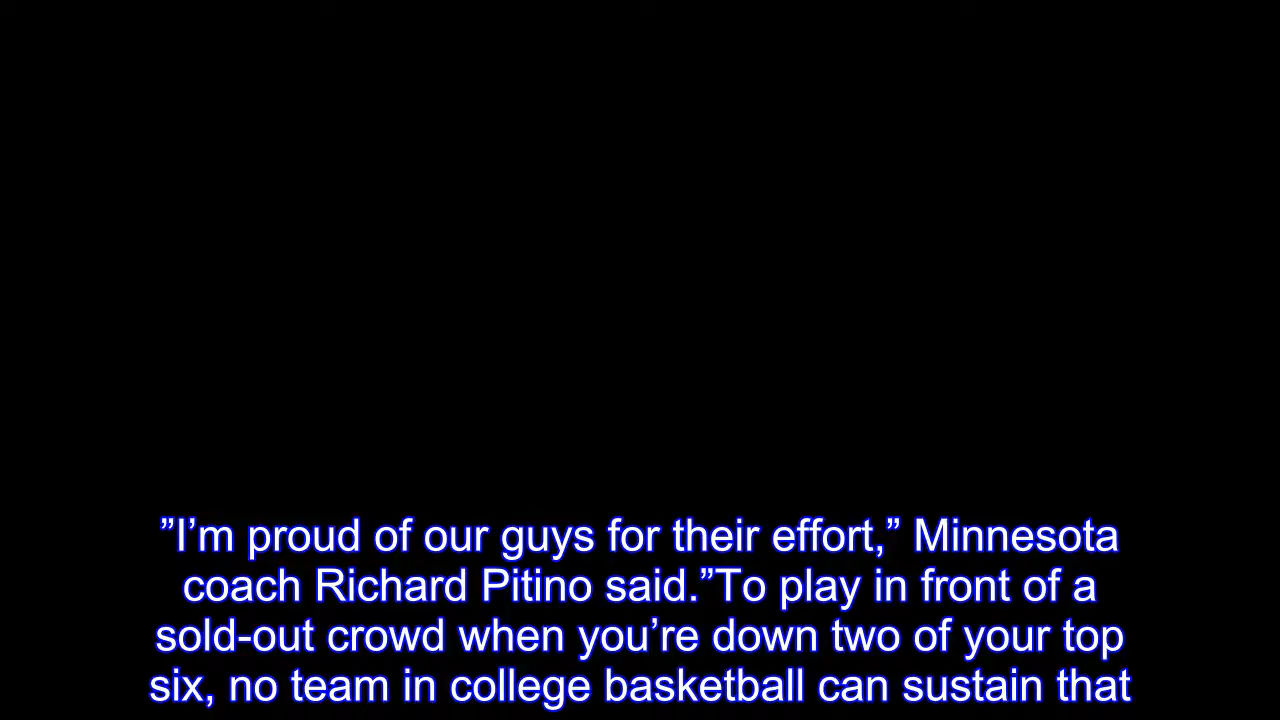 ”I’m proud of our guys for their effort,” Minnesota
coach Richard Pitino said.”To play in front of a
sold-out crowd when you’re down two of your top
six, no team in college basketball can sustain that